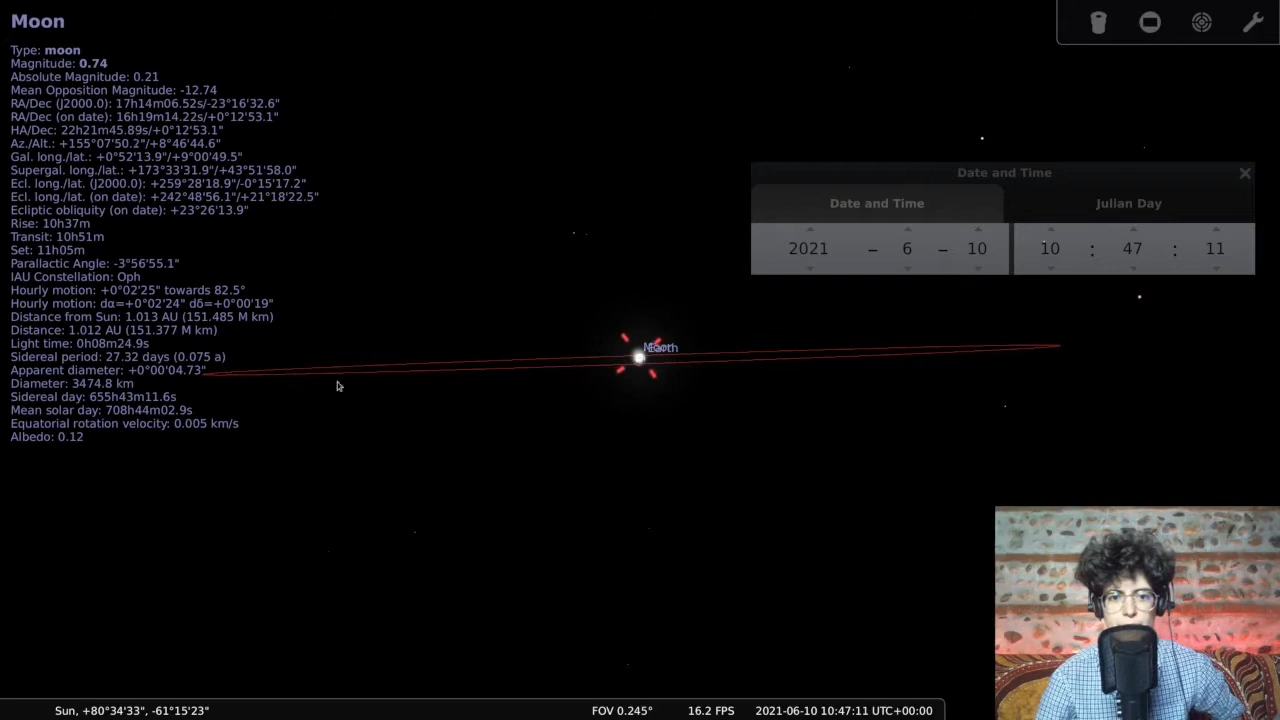 Moon
Type: moon
Magnitude: 0.74
Absolute Magnitude: 0.21
Mean Opposition Magnitude: -12.74
RA/Dec (J2000.0): 17h14m06.52s/-23°16'32.6"
RA/Dec (on date): 16h19m14.22s/+0°12'53.1"
HA/Dec: 22h21m45.89s/+0°12'53.1"
Az./Alt.: +155°07'50.2"/+8°46'44.6"
Gal. long./lat.: +0°52'13.9"/+9°00'49.5"
Supergal. long./lat.: +173°33'31.9"/+43°51'58.0"
Ecl. long./lat. (J2000.0): +259°28'18.9"/-0°15'17.2"
Ecl. long./lat. (on date): +242°48'56.1"/+21°18'22.5"
Ecliptic obliquity (on date): +23°26'13.9"
Rise: 10h37m
Transit: 10h51m
Set: 11h05m
Parallactic Angle: -3°56'55.1"
IAU Constellation: Oph
Hourly motion: +0°02'25" towards 82.5°
Hourly motion: dα=+0°02'24" dδ=+0°00'19"
Distance from Sun: 1.013 AU (151.485 M km)
Distance: 1.012 AU (151.377 M km)
Light time: 0h08m24.9s
Sidereal period: 27.32 days (0.075 a)
Apparent diameter: +0°00'04.73"
Diameter: 3474.8 km
Sidereal day: 655h43m11.6s
Mean solar day: 708h44m02.9s
Equatorial rotation velocity: 0.005 km/s
Albedo: 0.12
Date and Time
Date and Time Julian Day
2021 – 6 – 10 10 : 47 : 11
Moon Earth
Sun, +80°34'33", -61°15'23" FOV 0.245° 16.2 FPS 2021-06-10 10:47:11 UTC+00:00